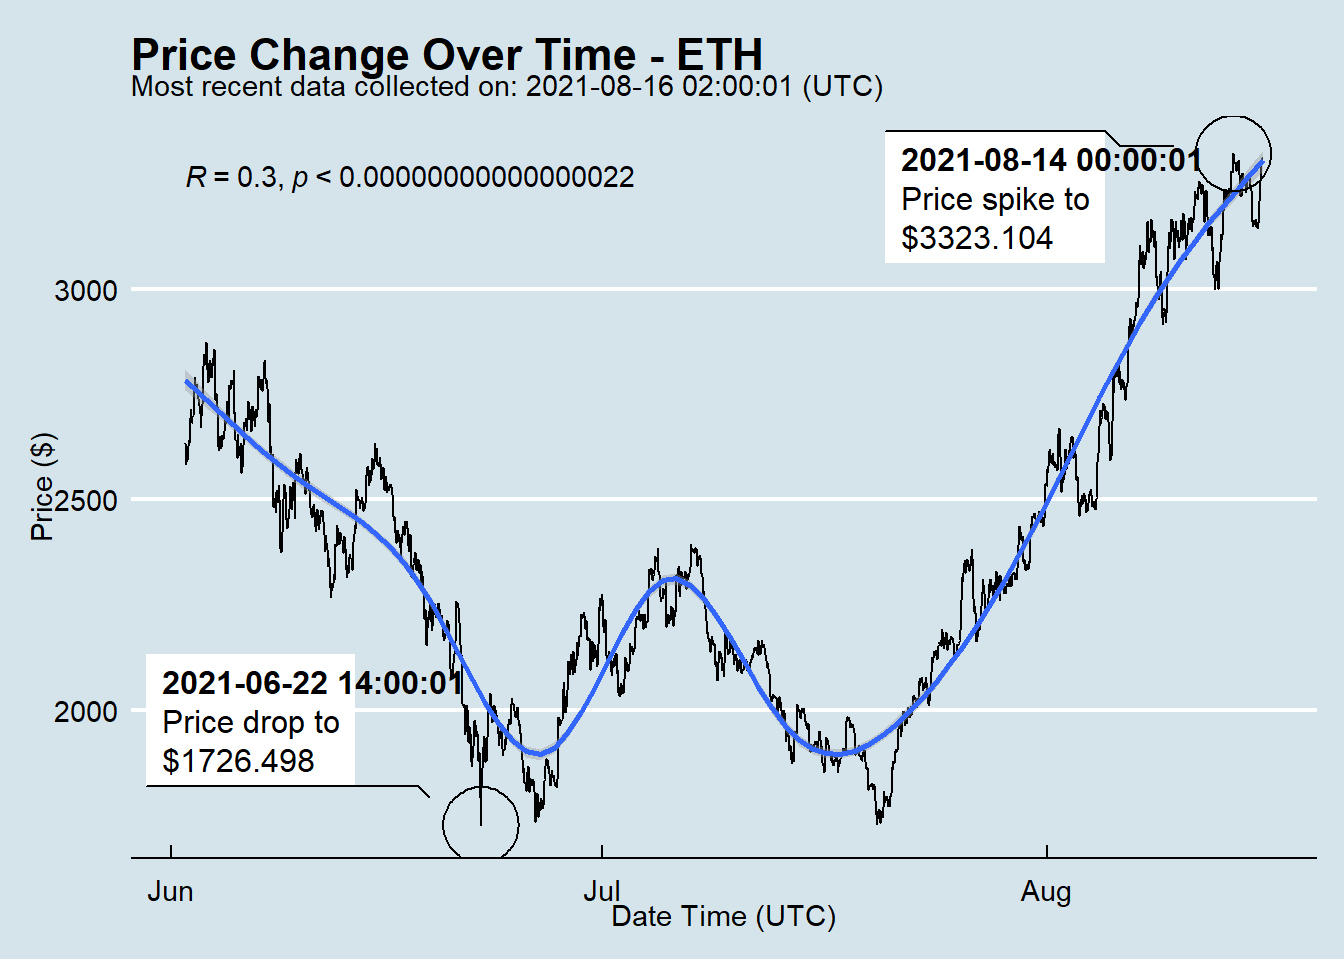 Price Change Over Time - ETH
Most recent data collected on: 2021-08-16 02:00:01 (UTC)
R = 0.3, p < 0.00000000000000022
2021-08-14 00:00:01
Price spike to
$3323.104
3000
2500
2000
Price ($)
2021-06-22 14:00:01
Price drop to
$1726.498
Jun
Jul
Aug
Date Time (UTC)